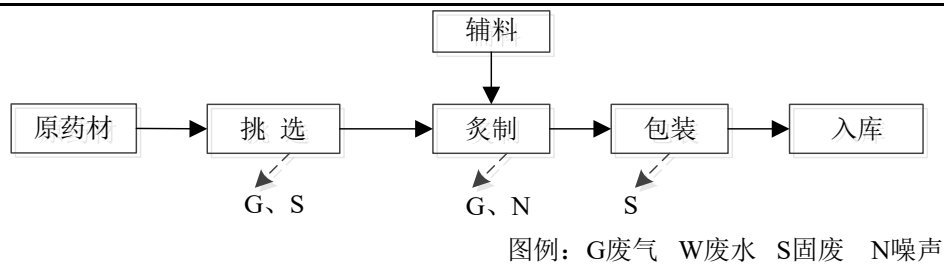 辅料
原药材
挑 选
炙制
包装
入库
G、S
G、N
S
图例：G废气 W废水 S固废 N噪声